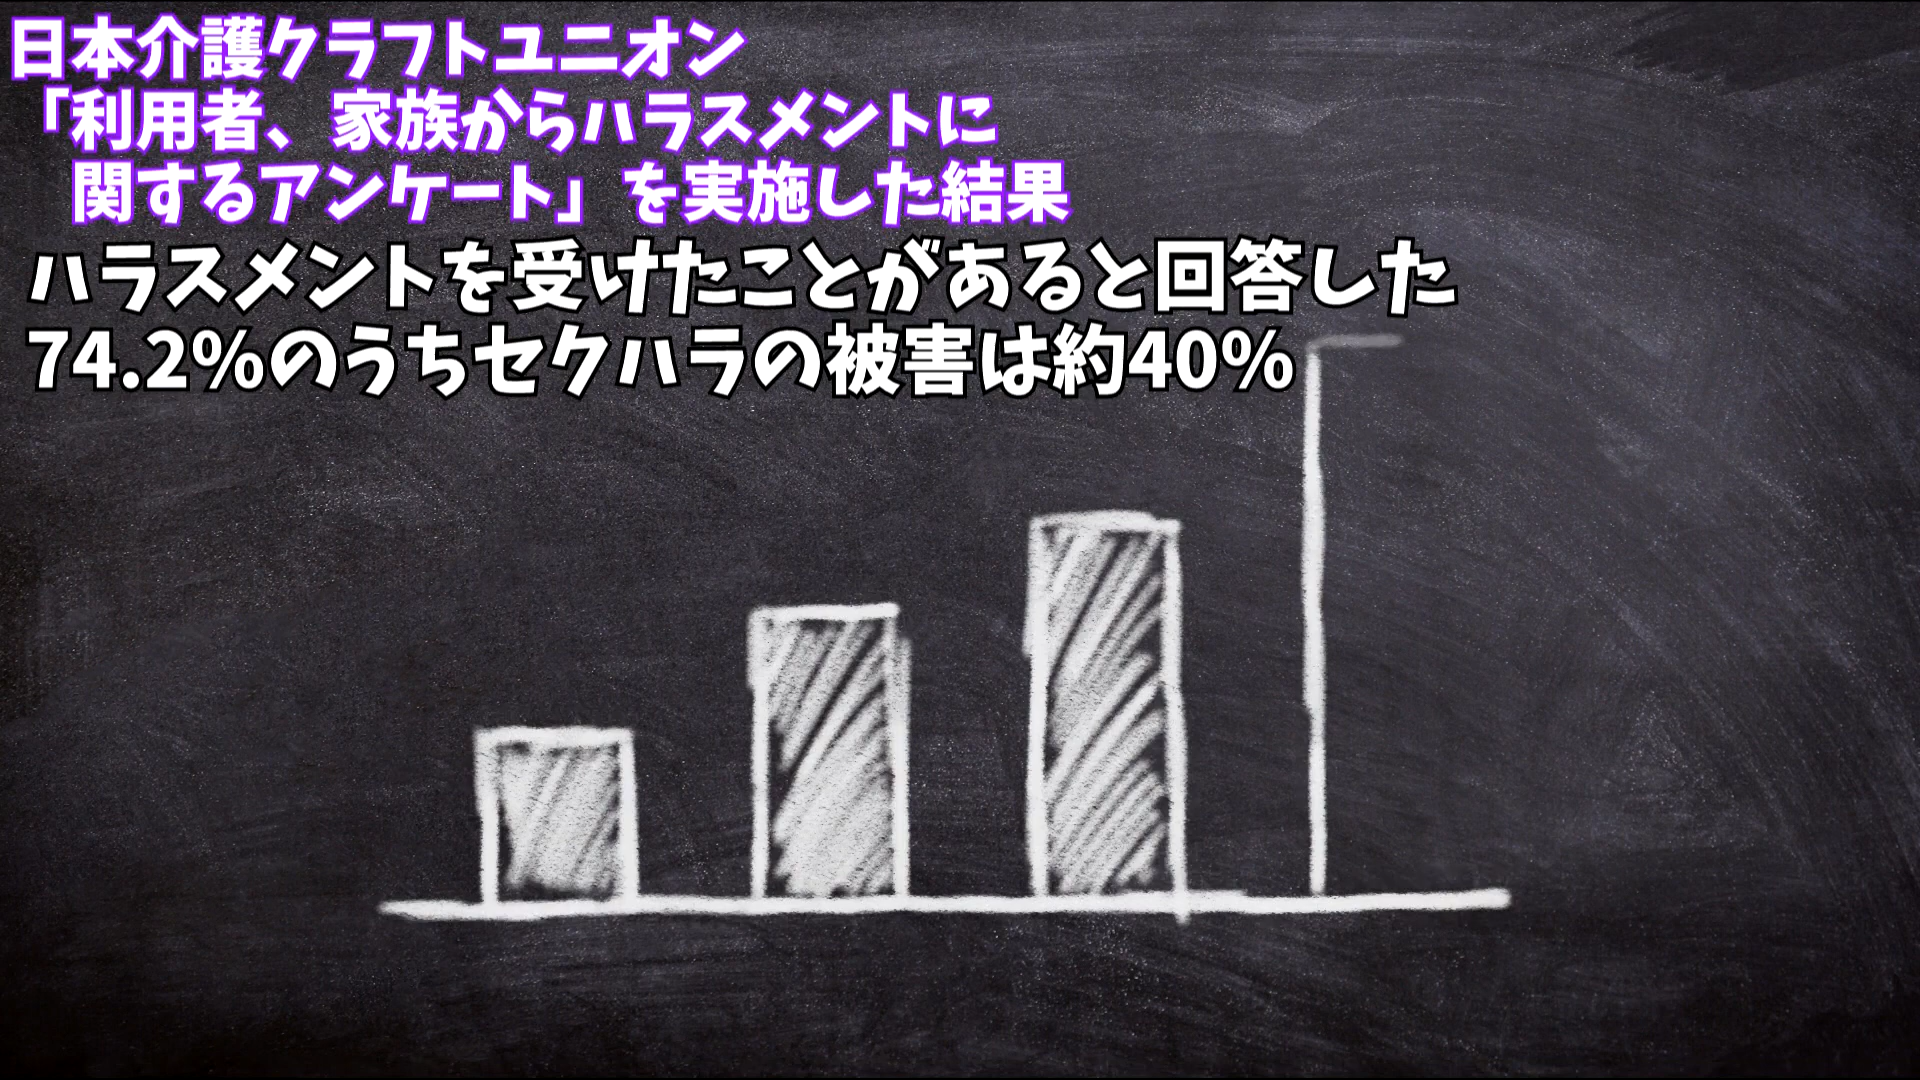 日本介護クラフトユニオン
「利用者、家族からハラスメントに
関するアンケート」を実施した結果
ハラスメントを受けたことがあると回答した
74.2%のうちセクハラの被害は約40%